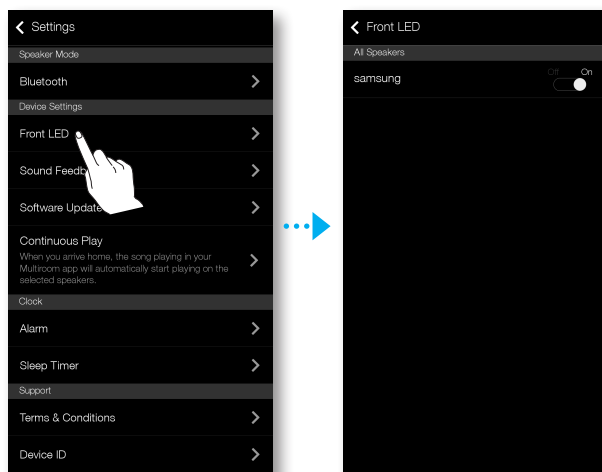 Settings
Speaker Mode
Bluetooth
Device Settings
Front LED
Sound Feedb
Software Update
Continuous Play
When you arrive home, the song playing in your
Multiroom app will automatically start playing on the
selected speakers.
Clock
Alarm
Sleep Timer
Support
Terms & Conditions
Device ID
Front LED
All Speakers
samsung
Off On